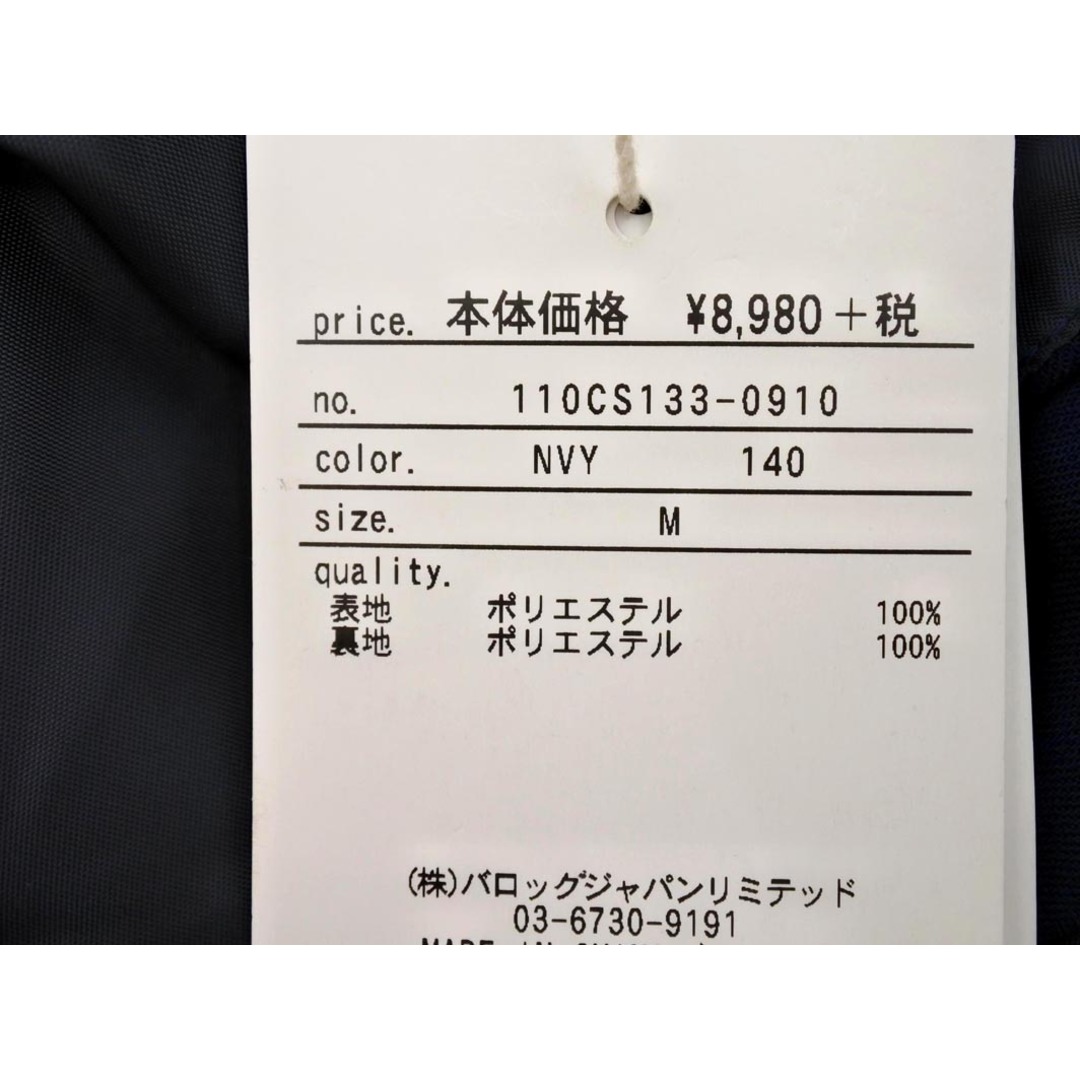 price. 本体価格 ¥8,980＋税
no. 110CS133-0910
color. NVY 140
size. M
quality.
表地 ポリエステル 100%
裏地 ポリエステル 100%
(株)バロックジャパンリミテッド
03-6730-9191
MADE IN